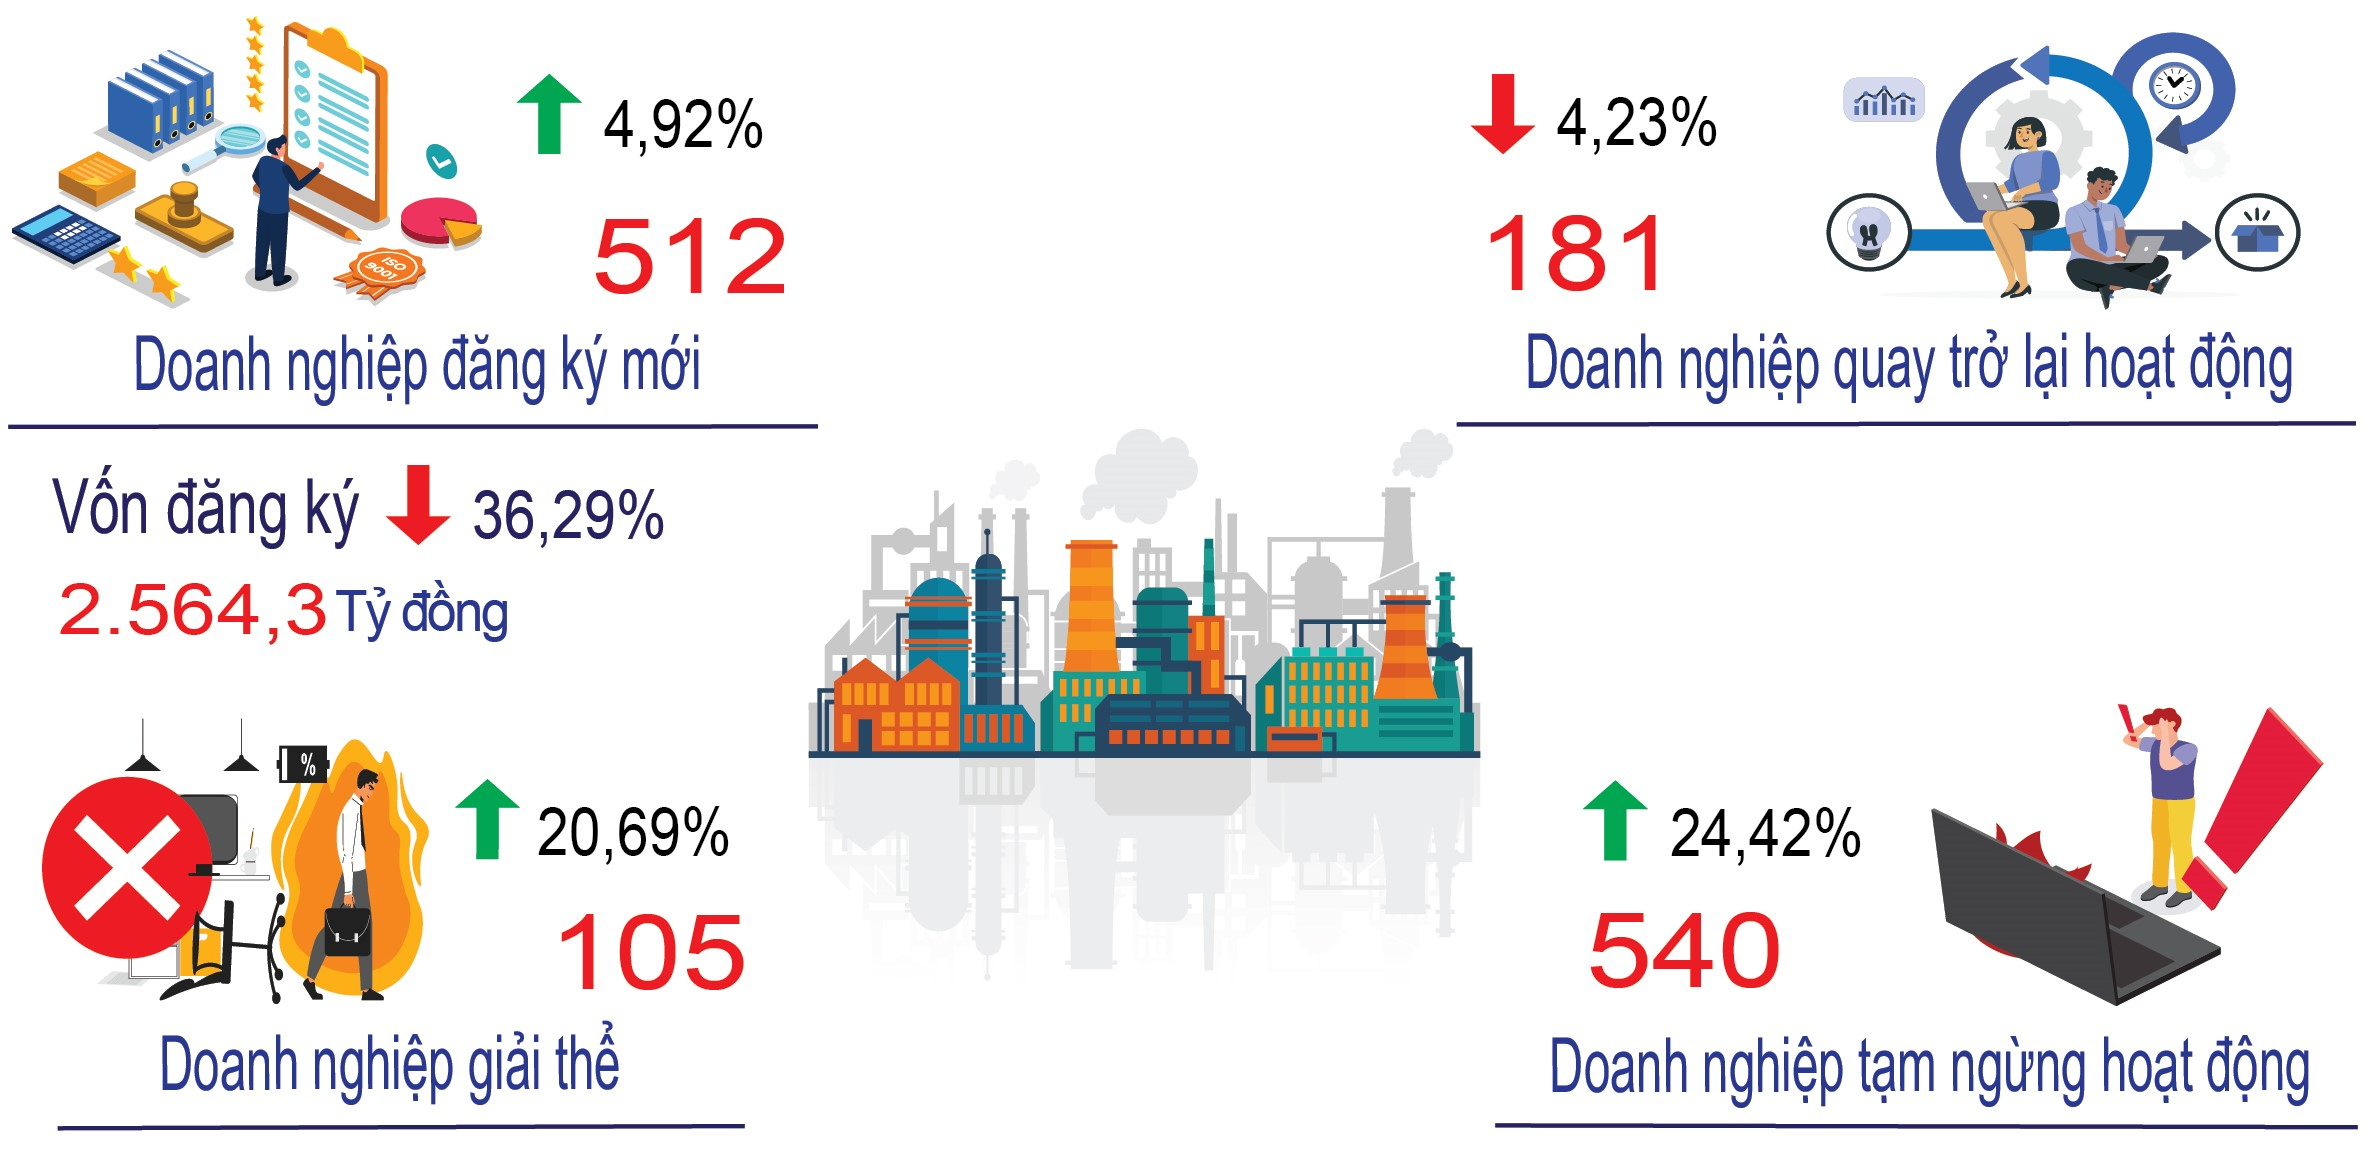 4,92%
512
Doanh nghiệp đăng ký mới
Vốn đăng ký 36,29%
2.564,3 Tỷ đồng
4,23%
181
Doanh nghiệp quay trở lại hoạt động
ISO
9001
%
20,69%
105
Doanh nghiệp giải thể
24,42%
540
Doanh nghiệp tạm ngừng hoạt động